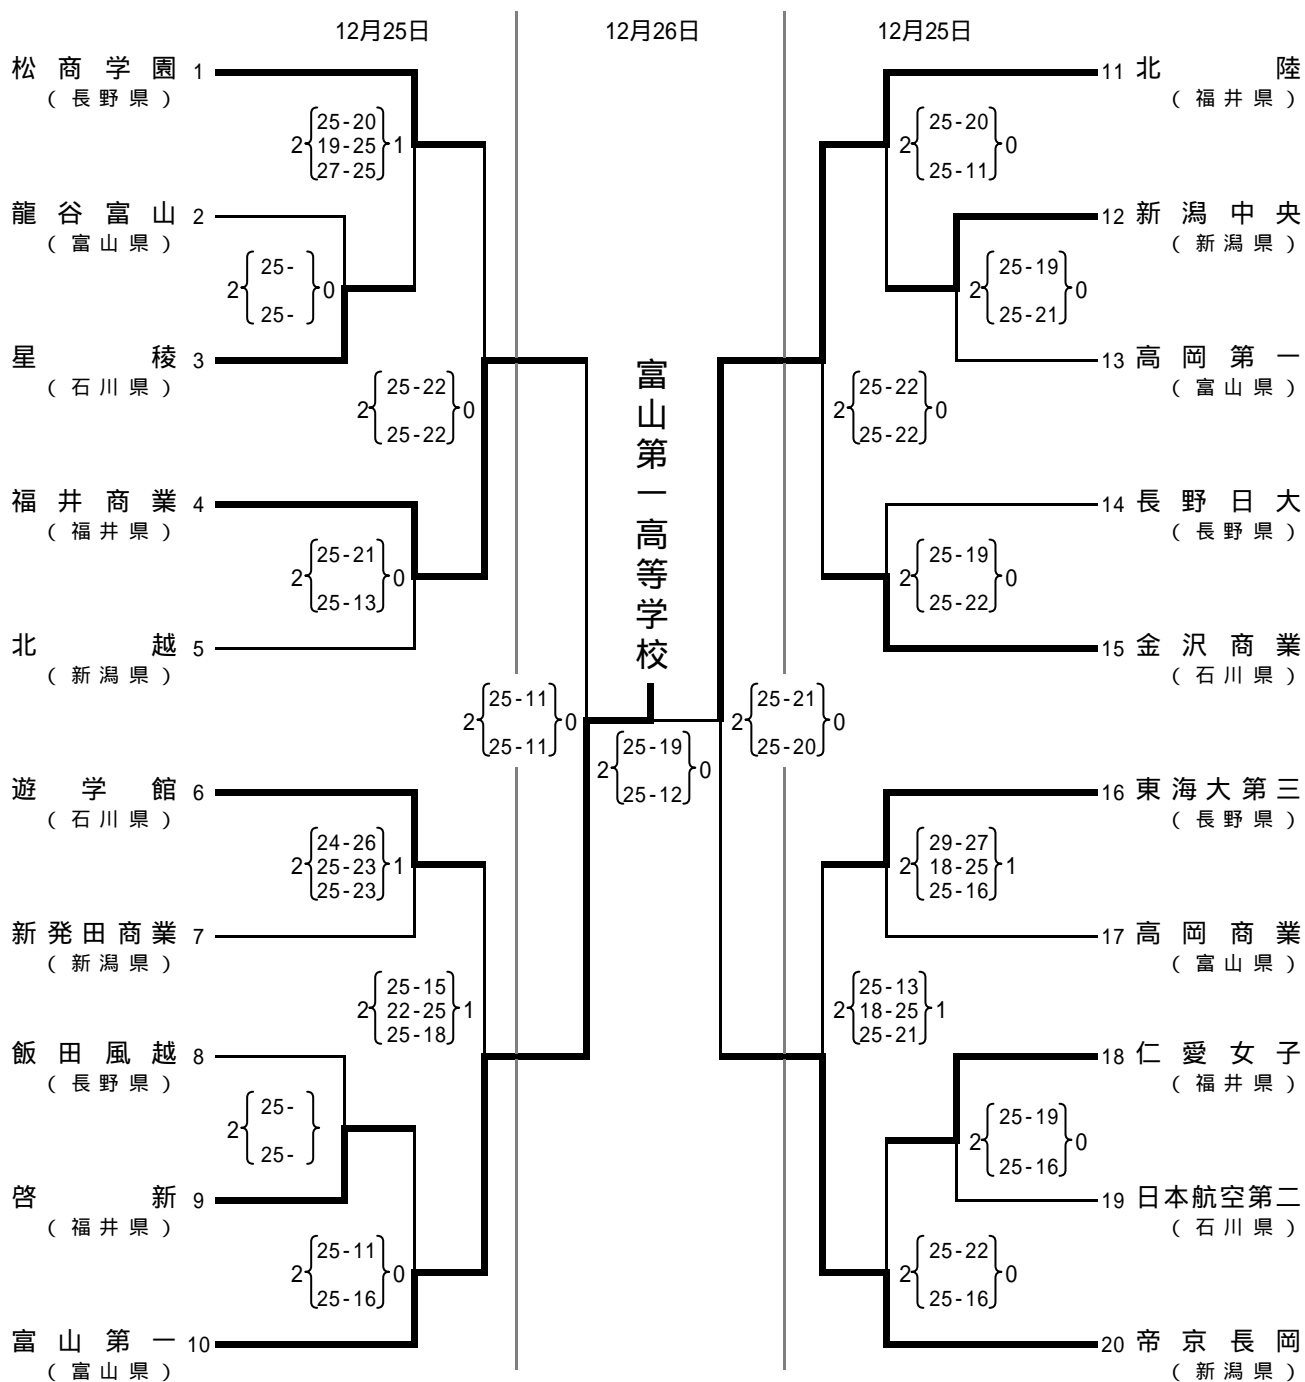 12月25日
12月26日
12月25日
松商学園 1
(長野県)
2 25-20 1
19-25
27-25
龍谷富山 2
(富山県)
2 25- 0
25-
星稜 3
(石川県)
2 25-22 0
25-22
福井商業 4
(福井県)
2 25-21 0
25-13
北越 5
(新潟県)
2 25-11 0
25-11
遊学館 6
(石川県)
2 24-26 1
25-23
25-23
新発田商業 7
(新潟県)
2 25-15 1
22-25
25-18
飯田風越 8
(長野県)
2 25-
25-
啓新 9
(福井県)
2 25-11 0
25-16
富山第一 10
(富山県)
富山第一高等学校
2 25-19 0
25-12
11 北陸
(福井県)
2 25-20 0
25-11
12 新潟中央
(新潟県)
2 25-19 0
25-21
13 高岡第一
(富山県)
2 25-22 0
25-22
14 長野日大
(長野県)
2 25-19 0
25-22
15 金沢商業
(石川県)
2 25-21 0
25-20
16 東海大第三
(長野県)
2 29-27 1
18-25
25-16
17 高岡商業
(富山県)
2 25-13 1
18-25
25-21
18 仁愛女子
(福井県)
2 25-19 0
25-16
19 日本航空第二
(石川県)
2 25-22 0
25-16
20 帝京長岡
(新潟県)